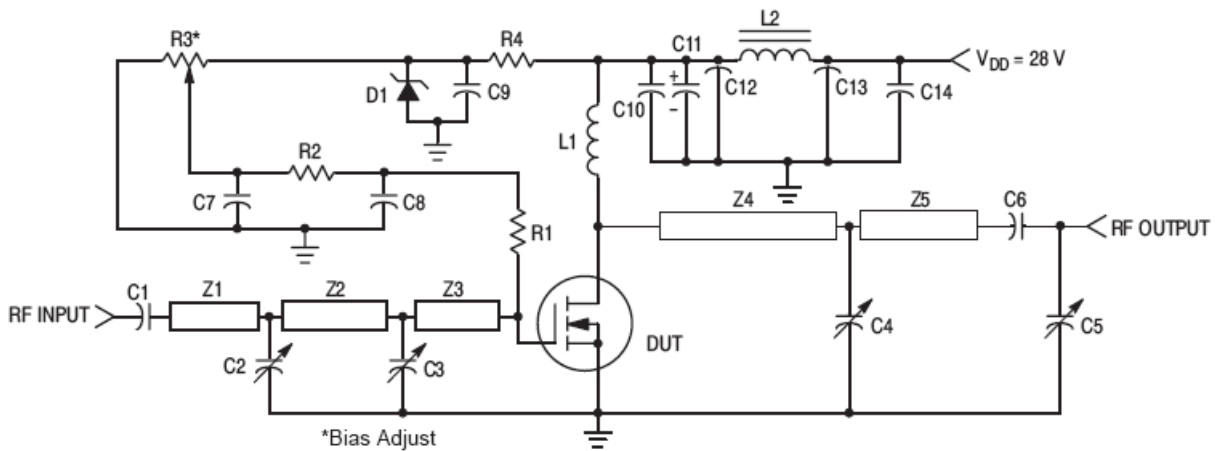 L2
R3*
R4
C11
V_DD = 28 V
+
D1
C9
C10
–
C12
C13
C14
L1
R2
C7
C8
R1
Z4
Z5
C6
RF OUTPUT
C1
Z1
Z2
Z3
RF INPUT
DUT
C4
C5
C2
C3
*Bias Adjust